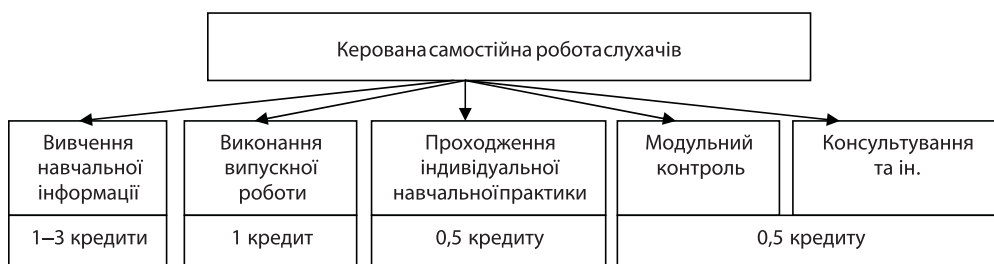 Керована самостійна робота слухачів
Вивчення
навчальної
інформації
Виконання
випускної
роботи
Проходження
індивідуальної
навчальної практики
Модульний
контроль
Консультування
та ін.
1–3 кредити
1 кредит
0,5 кредиту
0,5 кредиту